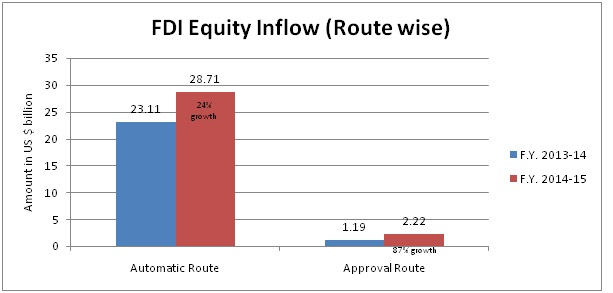 FDI Equity Inflow (Route wise)
Amount in US $ billion
35
30
25
20
15
10
5
0
23.11
28.71
24%
growth
1.19
2.22
87% growth
Automatic Route
Approval Route
F.Y. 2013-14
F.Y. 2014-15